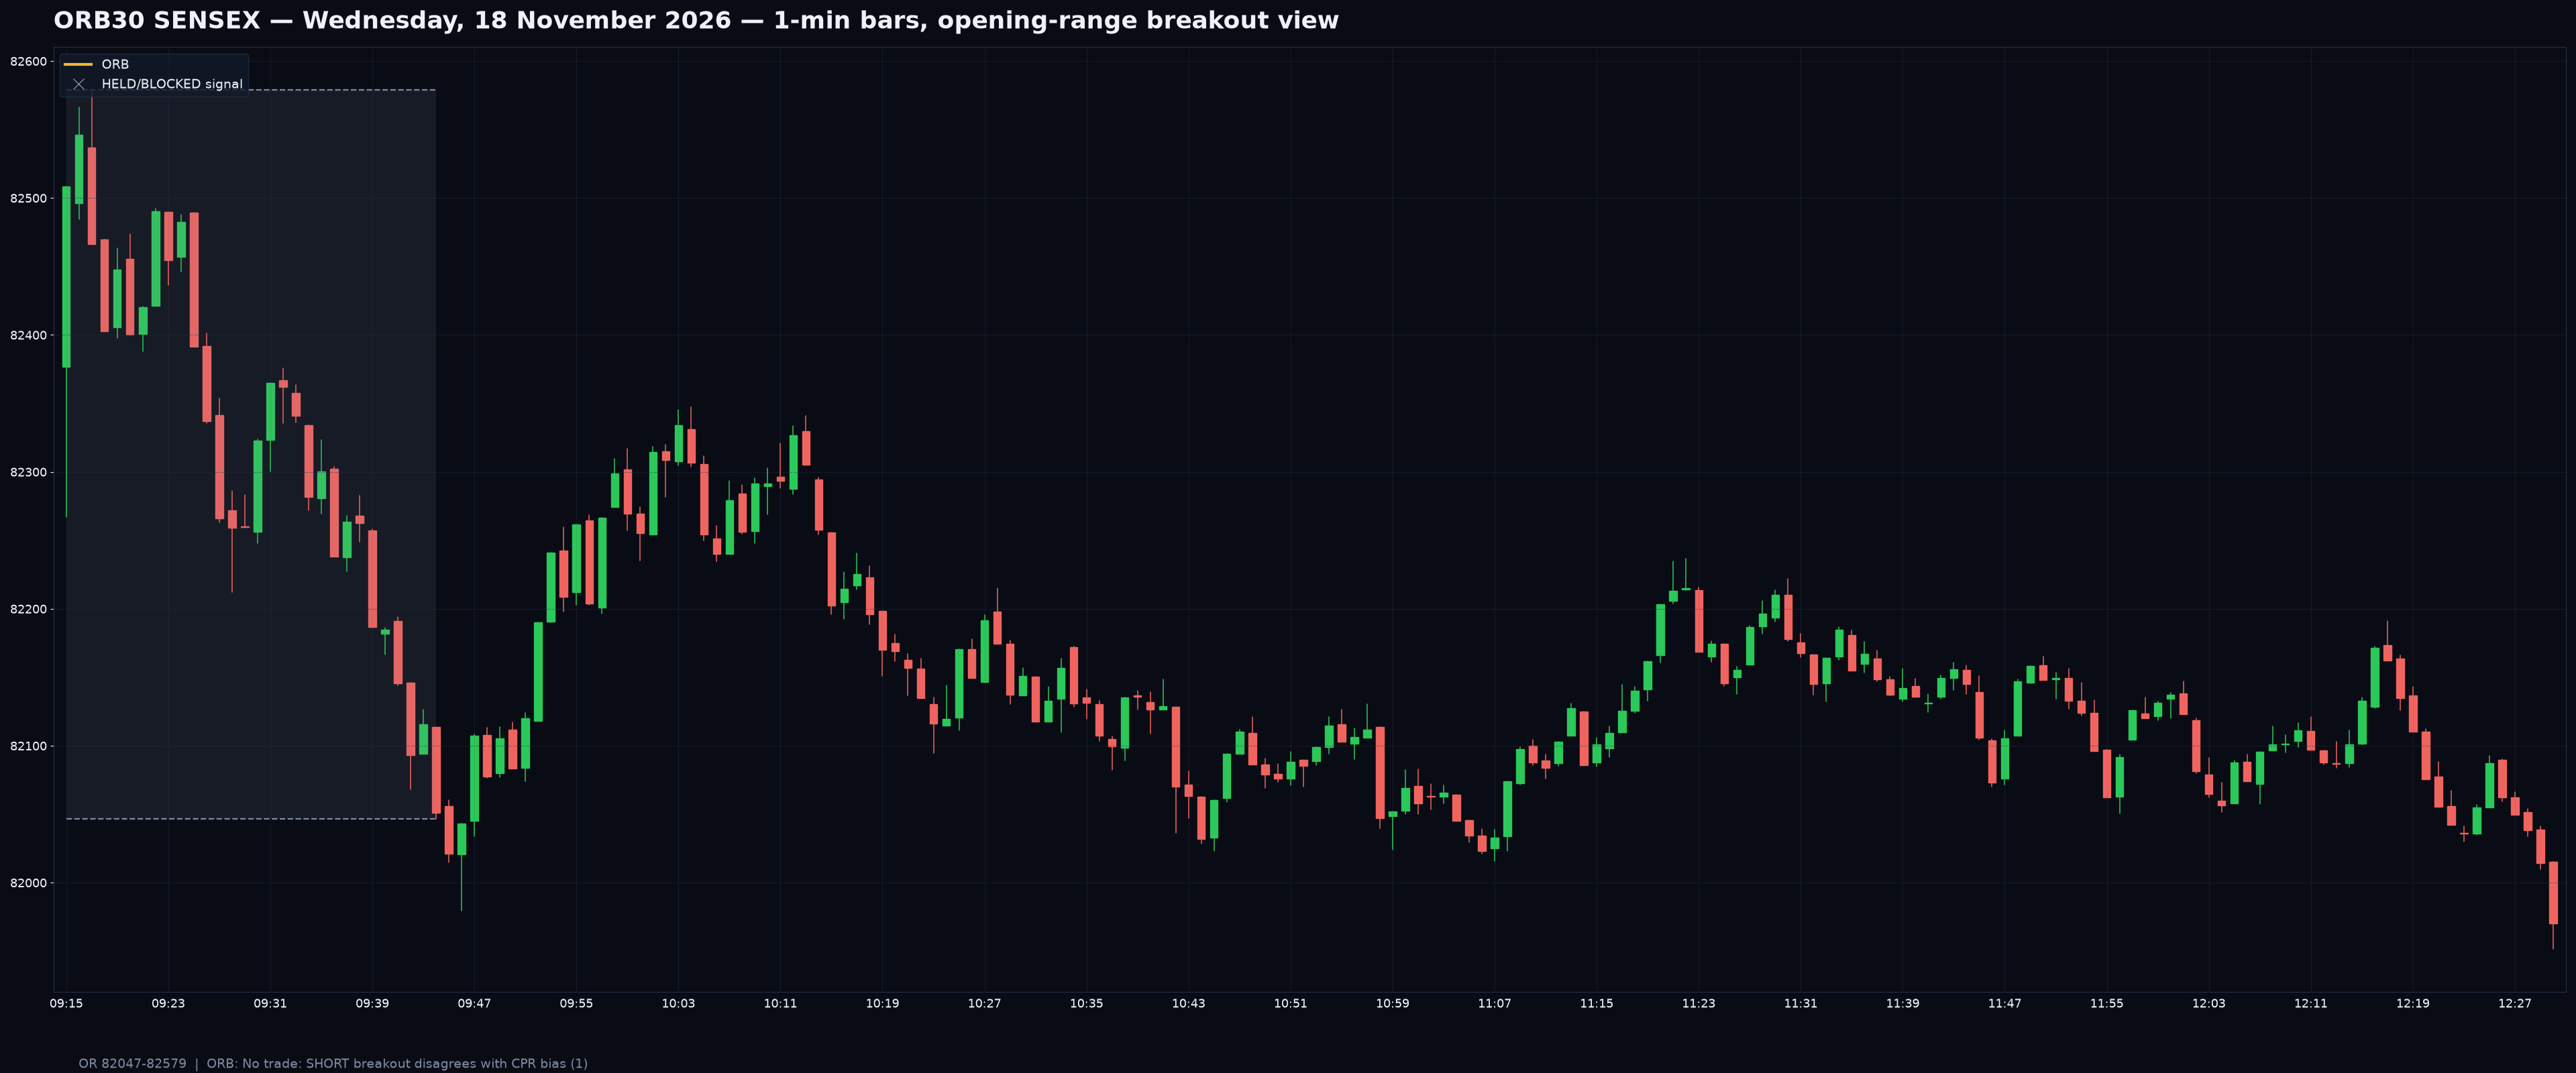 ORB30 SENSEX — Wednesday, 18 November 2026 — 1-min bars, opening-range breakout view
ORB
HELD/BLOCKED signal
82600
82500
82400
82300
82200
82100
82000
09:15 09:23 09:31 09:39 09:47 09:55 10:03 10:11 10:19 10:27 10:35 10:43 10:51 10:59 11:07 11:15 11:23 11:31 11:39 11:47 11:55 12:03 12:11 12:19 12:27
OR 82047-82579 | ORB: No trade: SHORT breakout disagrees with CPR bias (1)